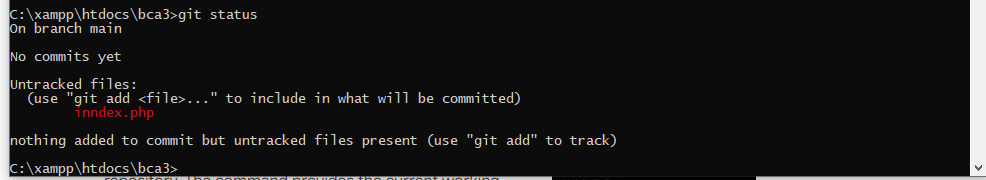 C:\xampp\htdocs\bca3>git status
On branch main
No commits yet
Untracked files:
(use "git add <file>..." to include in what will be committed)
inndex.php
nothing added to commit but untracked files present (use "git add" to track)
C:\xampp\htdocs\bca3>
repository. The command provides the current working